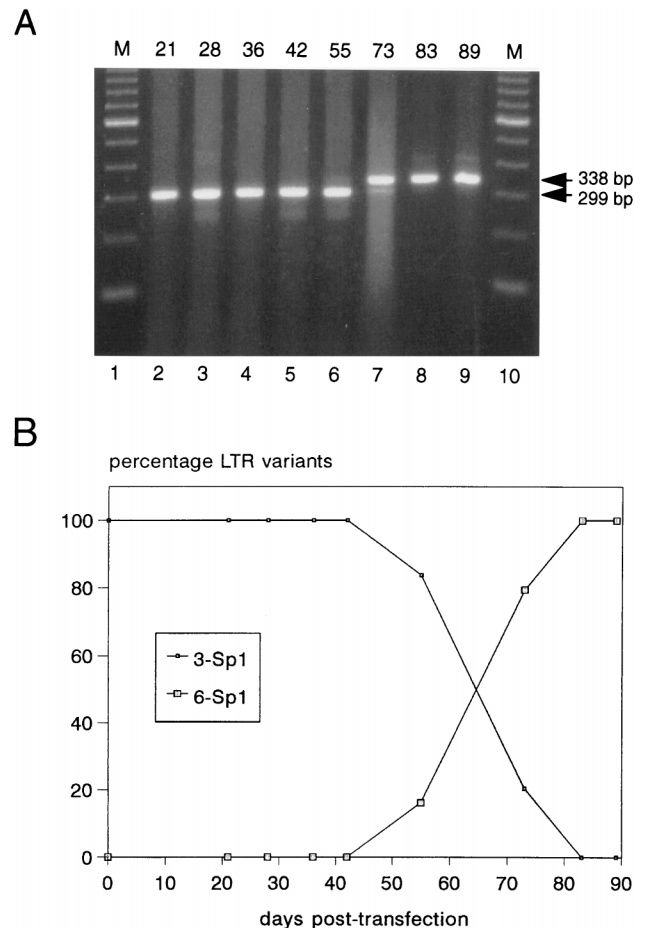 A
M 21 28 36 42 55 73 83 89 M
338 bp
299 bp
1 2 3 4 5 6 7 8 9 10
B
percentage LTR variants
100
80
60
40
20
0
3-Sp1
6-Sp1
0 10 20 30 40 50 60 70 80 90
days post-transfection